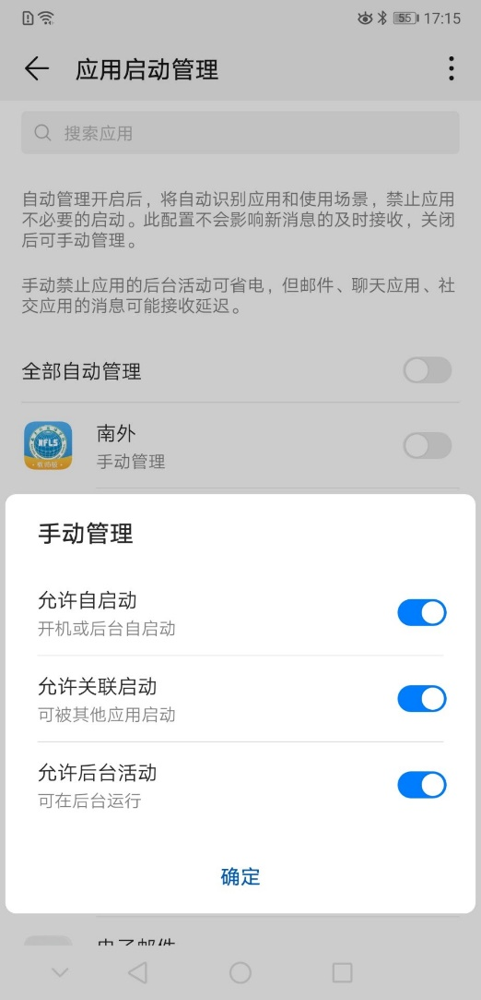 55 17:15
应用启动管理
搜索应用
自动管理开启后，将自动识别应用和使用场景，禁止应用
不必要的启动。此配置不会影响新消息的及时接收，关闭
后可手动管理。
手动禁止应用的后台活动可省电，但邮件、聊天应用、社
交应用的消息可能接收延迟。
全部自动管理
NFLS
南外
手动管理
手动管理
允许自启动
开机或后台自启动
允许关联启动
可被其他应用启动
允许后台活动
可在后台运行
确定
电子邮件